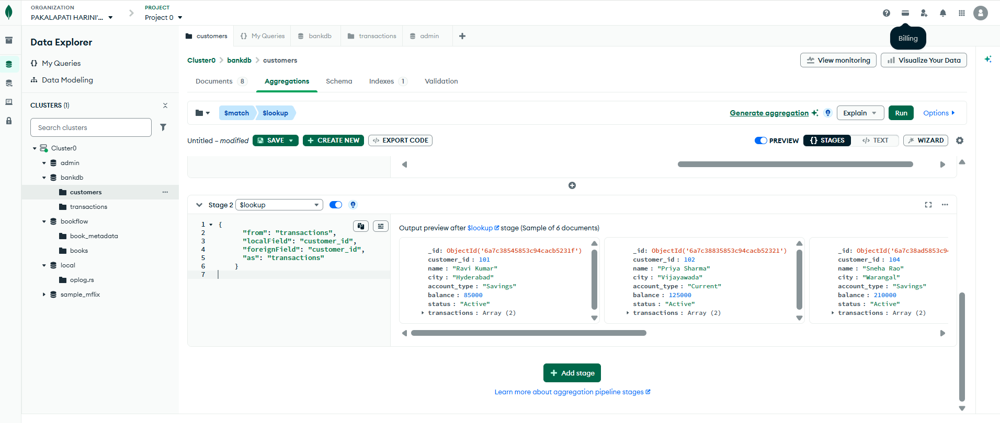 ORGANIZATION
PAKALAPATI HARINI'...
PROJECT
Project 0
Billing
Data Explorer
My Queries
Data Modeling
CLUSTERS (1)
Search clusters
Cluster0
admin
bankdb
customers
transactions
bookflow
book_metadata
books
local
oplog.rs
sample_mflix
customers
{} My Queries
bankdb
transactions
admin
Cluster0 > bankdb > customers
View monitoring
Visualize Your Data
Documents 8
Aggregations
Schema
Indexes 1
Validation
$match
$lookup
Generate aggregation
Explain
Run
Options
Untitled – modified
SAVE
+ CREATE NEW
</> EXPORT CODE
PREVIEW
{} STAGES
</> TEXT
WIZARD
Stage 2
$lookup
1 {
2 "from": "transactions",
3 "localField": "customer_id",
4 "foreignField": "customer_id",
5 "as": "transactions"
6 }
7
Output preview after $lookup stage (Sample of 6 documents)
_id: ObjectId('6a7c38545853c94cacb5231f')
customer_id : 101
name : "Ravi Kumar"
city : "Hyderabad"
account_type : "Savings"
balance : 85000
status : "Active"
transactions : Array (2)
_id: ObjectId('6a7c38835853c94cacb52321')
customer_id : 102
name : "Priya Sharma"
city : "Vijayawada"
account_type : "Current"
balance : 125000
status : "Active"
transactions : Array (2)
_id: ObjectId('6a7c38ad5853c94
customer_id : 104
name : "Sneha Rao"
city : "Warangal"
account_type : "Savings"
balance : 210000
status : "Active"
transactions : Array (2)
+ Add stage
Learn more about aggregation pipeline stages